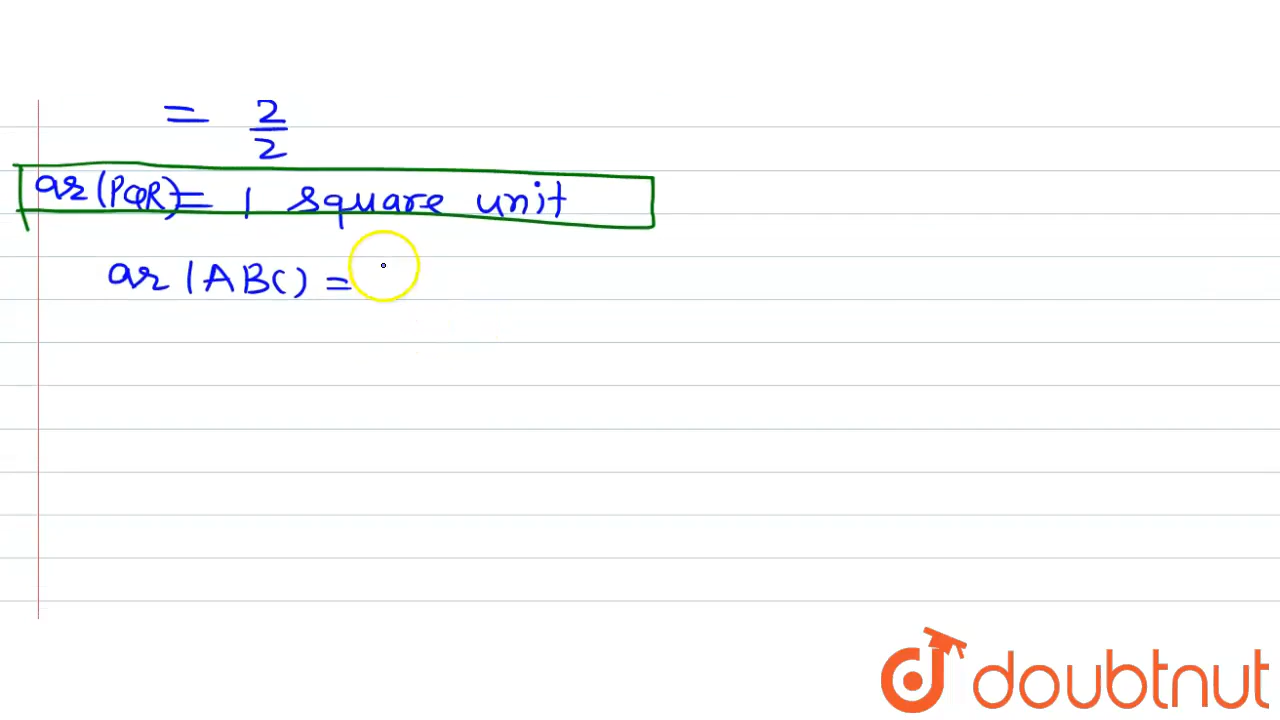 = 2/2
ar(PQR) = 1 square unit
ar(ABC) =
doubtnut